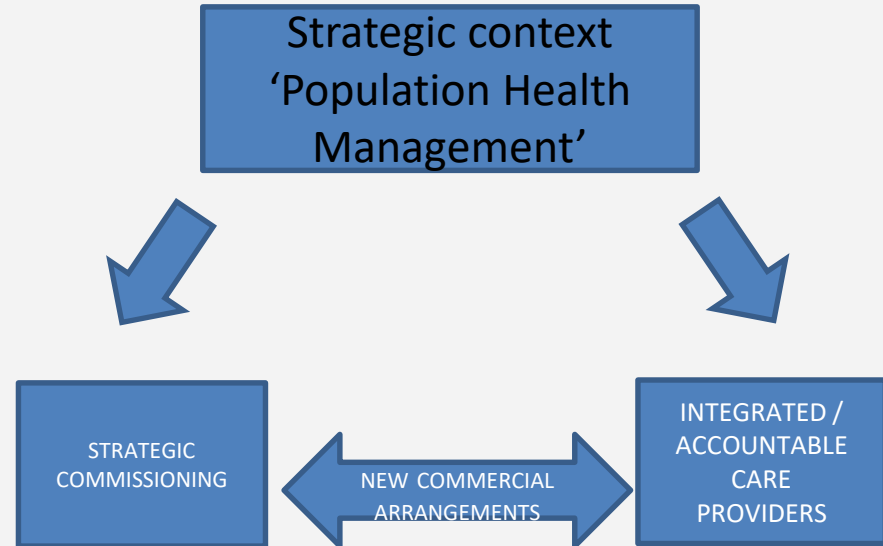 Strategic context
‘Population Health
Management’
STRATEGIC
COMMISSIONING
NEW COMMERCIAL
ARRANGEMENTS
INTEGRATED /
ACCOUNTABLE
CARE
PROVIDERS